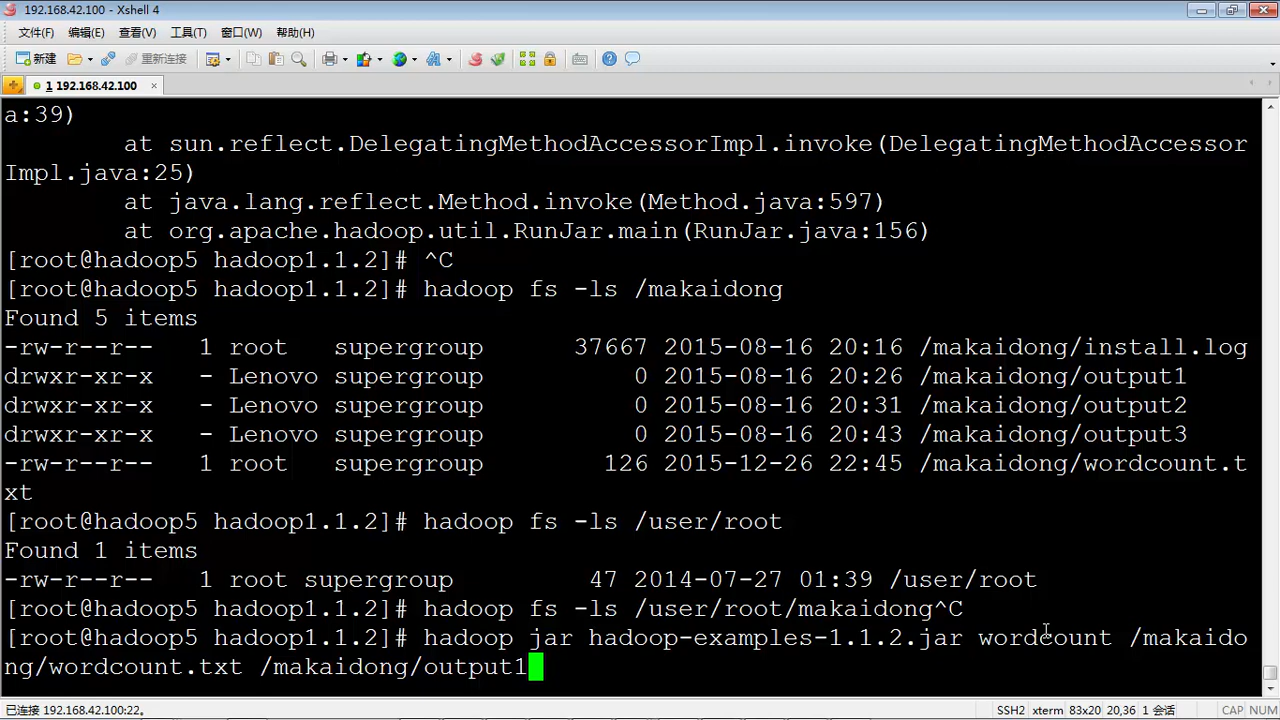 192.168.42.100 - Xshell 4
文件(F) 编辑(E) 查看(V) 工具(T) 窗口(W) 帮助(H)
新建 重新连接
1 192.168.42.100
a:39)
        at sun.reflect.DelegatingMethodAccessorImpl.invoke(DelegatingMethodAccessor
Impl.java:25)
        at java.lang.reflect.Method.invoke(Method.java:597)
        at org.apache.hadoop.util.RunJar.main(RunJar.java:156)
[root@hadoop5 hadoop1.1.2]# ^C
[root@hadoop5 hadoop1.1.2]# hadoop fs -ls /makaidong
Found 5 items
-rw-r--r--   1 root   supergroup      37667 2015-08-16 20:16 /makaidong/install.log
drwxr-xr-x   - Lenovo supergroup          0 2015-08-16 20:26 /makaidong/output1
drwxr-xr-x   - Lenovo supergroup          0 2015-08-16 20:31 /makaidong/output2
drwxr-xr-x   - Lenovo supergroup          0 2015-08-16 20:43 /makaidong/output3
-rw-r--r--   1 root   supergroup        126 2015-12-26 22:45 /makaidong/wordcount.t
xt
[root@hadoop5 hadoop1.1.2]# hadoop fs -ls /user/root
Found 1 items
-rw-r--r--   1 root supergroup         47 2014-07-27 01:39 /user/root
[root@hadoop5 hadoop1.1.2]# hadoop fs -ls /user/root/makaidong^C
[root@hadoop5 hadoop1.1.2]# hadoop jar hadoop-examples-1.1.2.jar wordcount /makaido
ng/wordcount.txt /makaidong/output1
已连接 192.168.42.100:22。 SSH2 xterm 83x20 20,36 1 会话 CAP NUM